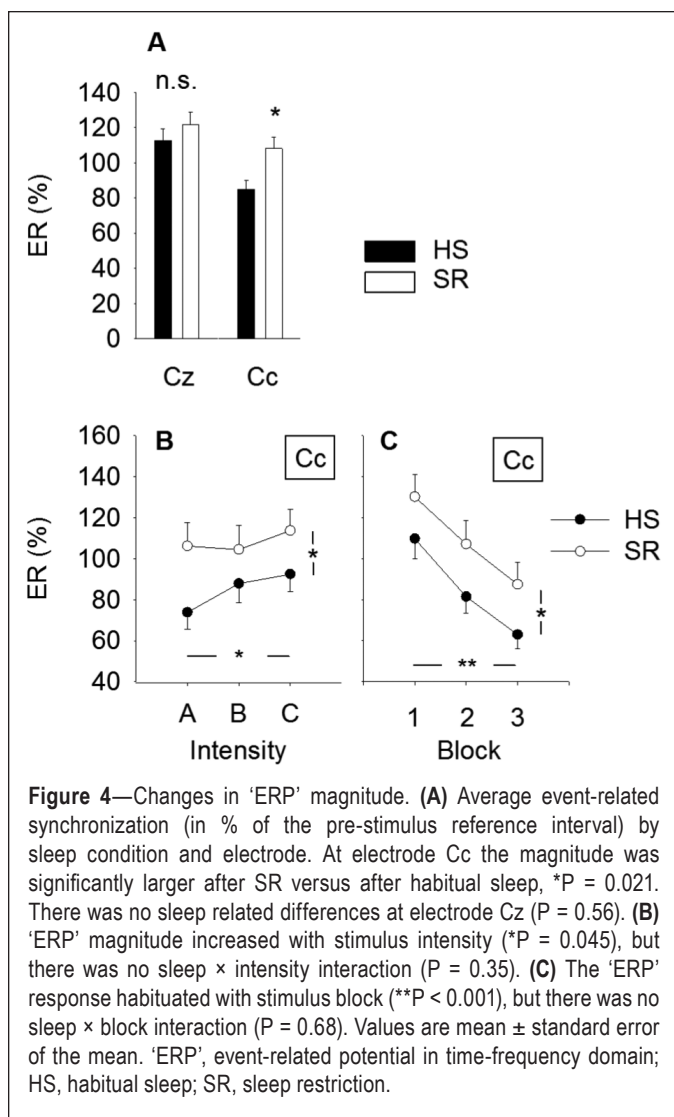 A
n.s.
*
140
120
100
80
60
40
20
0
ER (%)
Cz Cc
HS
SR
B
Cc
C
Cc
160
140
120
100
80
60
40
ER (%)
*
*
*
**
HS
SR
A B C
1 2 3
Intensity
Block
Figure 4—Changes in 'ERP' magnitude. (A) Average event-related
synchronization (in % of the pre-stimulus reference interval) by
sleep condition and electrode. At electrode Cc the magnitude was
significantly larger after SR versus after habitual sleep, *P = 0.021.
There was no sleep related differences at electrode Cz (P = 0.56). (B)
'ERP' magnitude increased with stimulus intensity (*P = 0.045), but
there was no sleep × intensity interaction (P = 0.35). (C) The 'ERP'
response habituated with stimulus block (**P < 0.001), but there was no
sleep × block interaction (P = 0.68). Values are mean ± standard error
of the mean. 'ERP', event-related potential in time-frequency domain;
HS, habitual sleep; SR, sleep restriction.